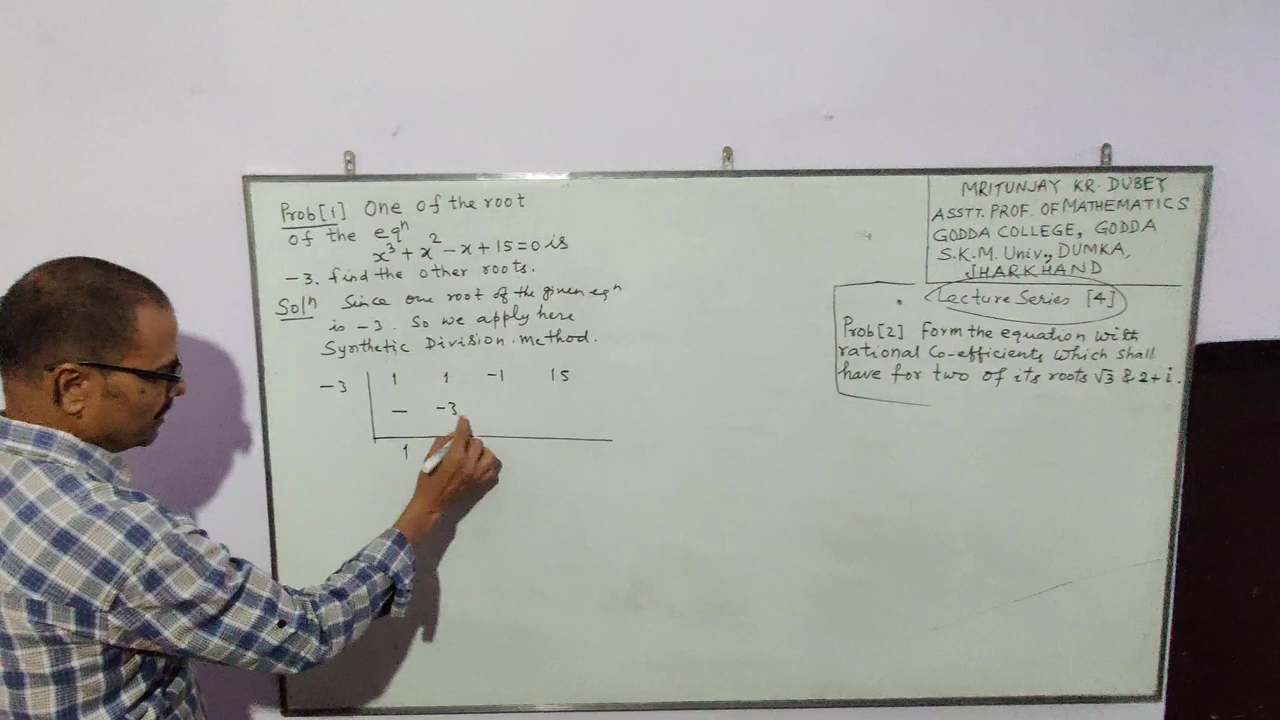 Prob[1] One of the root
of the eqⁿ
x³ + x² - x + 15 = 0 is
-3. find the other roots.
Solⁿ Since one root of the given eqⁿ
is -3. So we apply here
Synthetic Division method.
-3 | 1 1 -1 15
— -3
1
MRITUNJAY KR. DUBEY
ASSTT. PROF. OF MATHEMATICS
GODDA COLLEGE, GODDA
S.K.M. Univ., DUMKA,
JHARKHAND
Lecture Series [4]
Prob[2] Form the equation with
rational Co-efficients which shall
have for two of its roots √3 & 2+i.